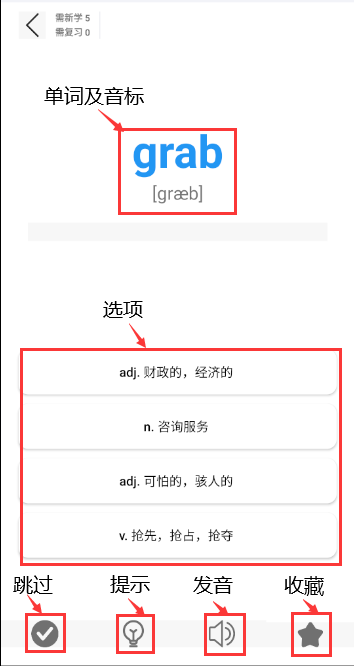 需新学 5
需复习 0
单词及音标
grab
[græb]
选项
adj. 财政的，经济的
n. 咨询服务
adj. 可怕的，骇人的
v. 抢先，抢占，抢夺
跳过 提示 发音 收藏